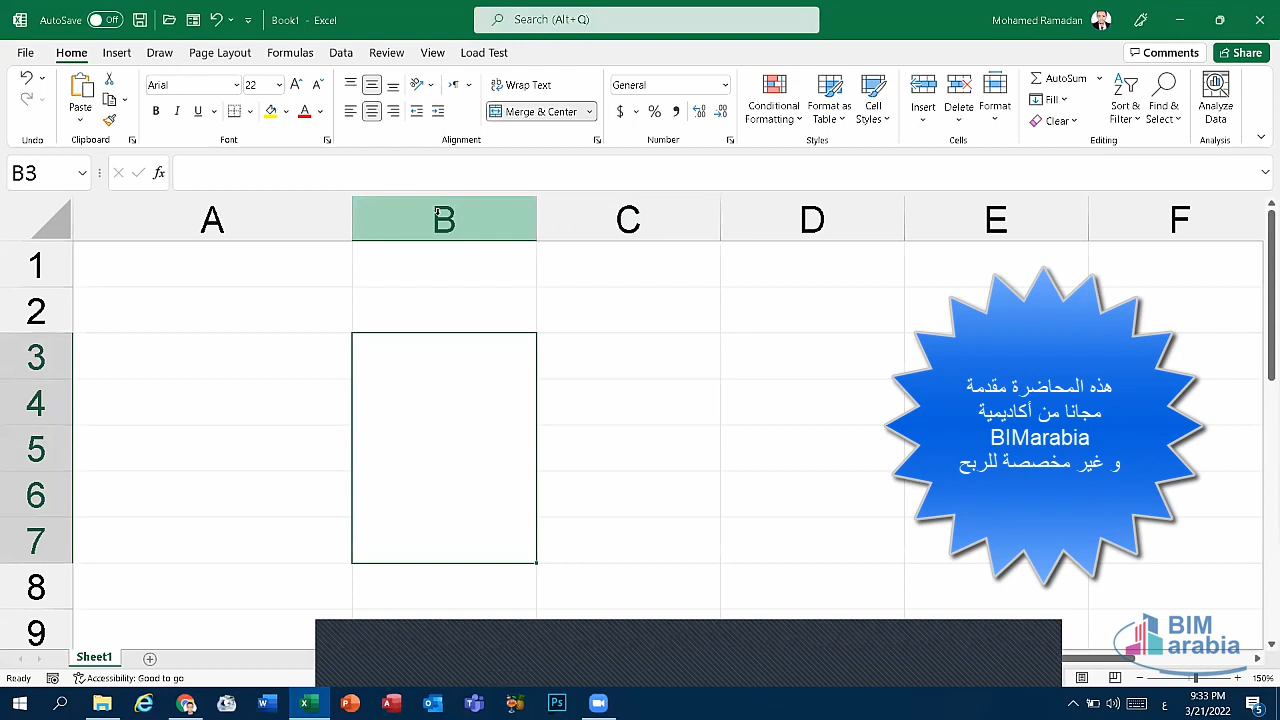 AutoSave Off Book1 - Excel Search (Alt+Q) Mohamed Ramadan
File Home Insert Draw Page Layout Formulas Data Review View Load Test Comments Share
Arial 22 Wrap Text General AutoSum
Paste B I U Merge & Center $ % Conditional Formatting Format as Table Cell Styles Insert Delete Format Fill Clear Sort & Filter Find & Select Analyze Data
Undo Clipboard Font Alignment Number Styles Cells Editing Analysis
B3 fx
A B C D E F
1
2
3
4
5
6
7
8
9
هذه المحاضرة مقدمة
مجانا من أكاديمية
BIMarabia
و غير مخصصة للربح
BIM
arabia
Sheet1
Ready Accessibility: Good to go 150%
9:33 PM
3/21/2022